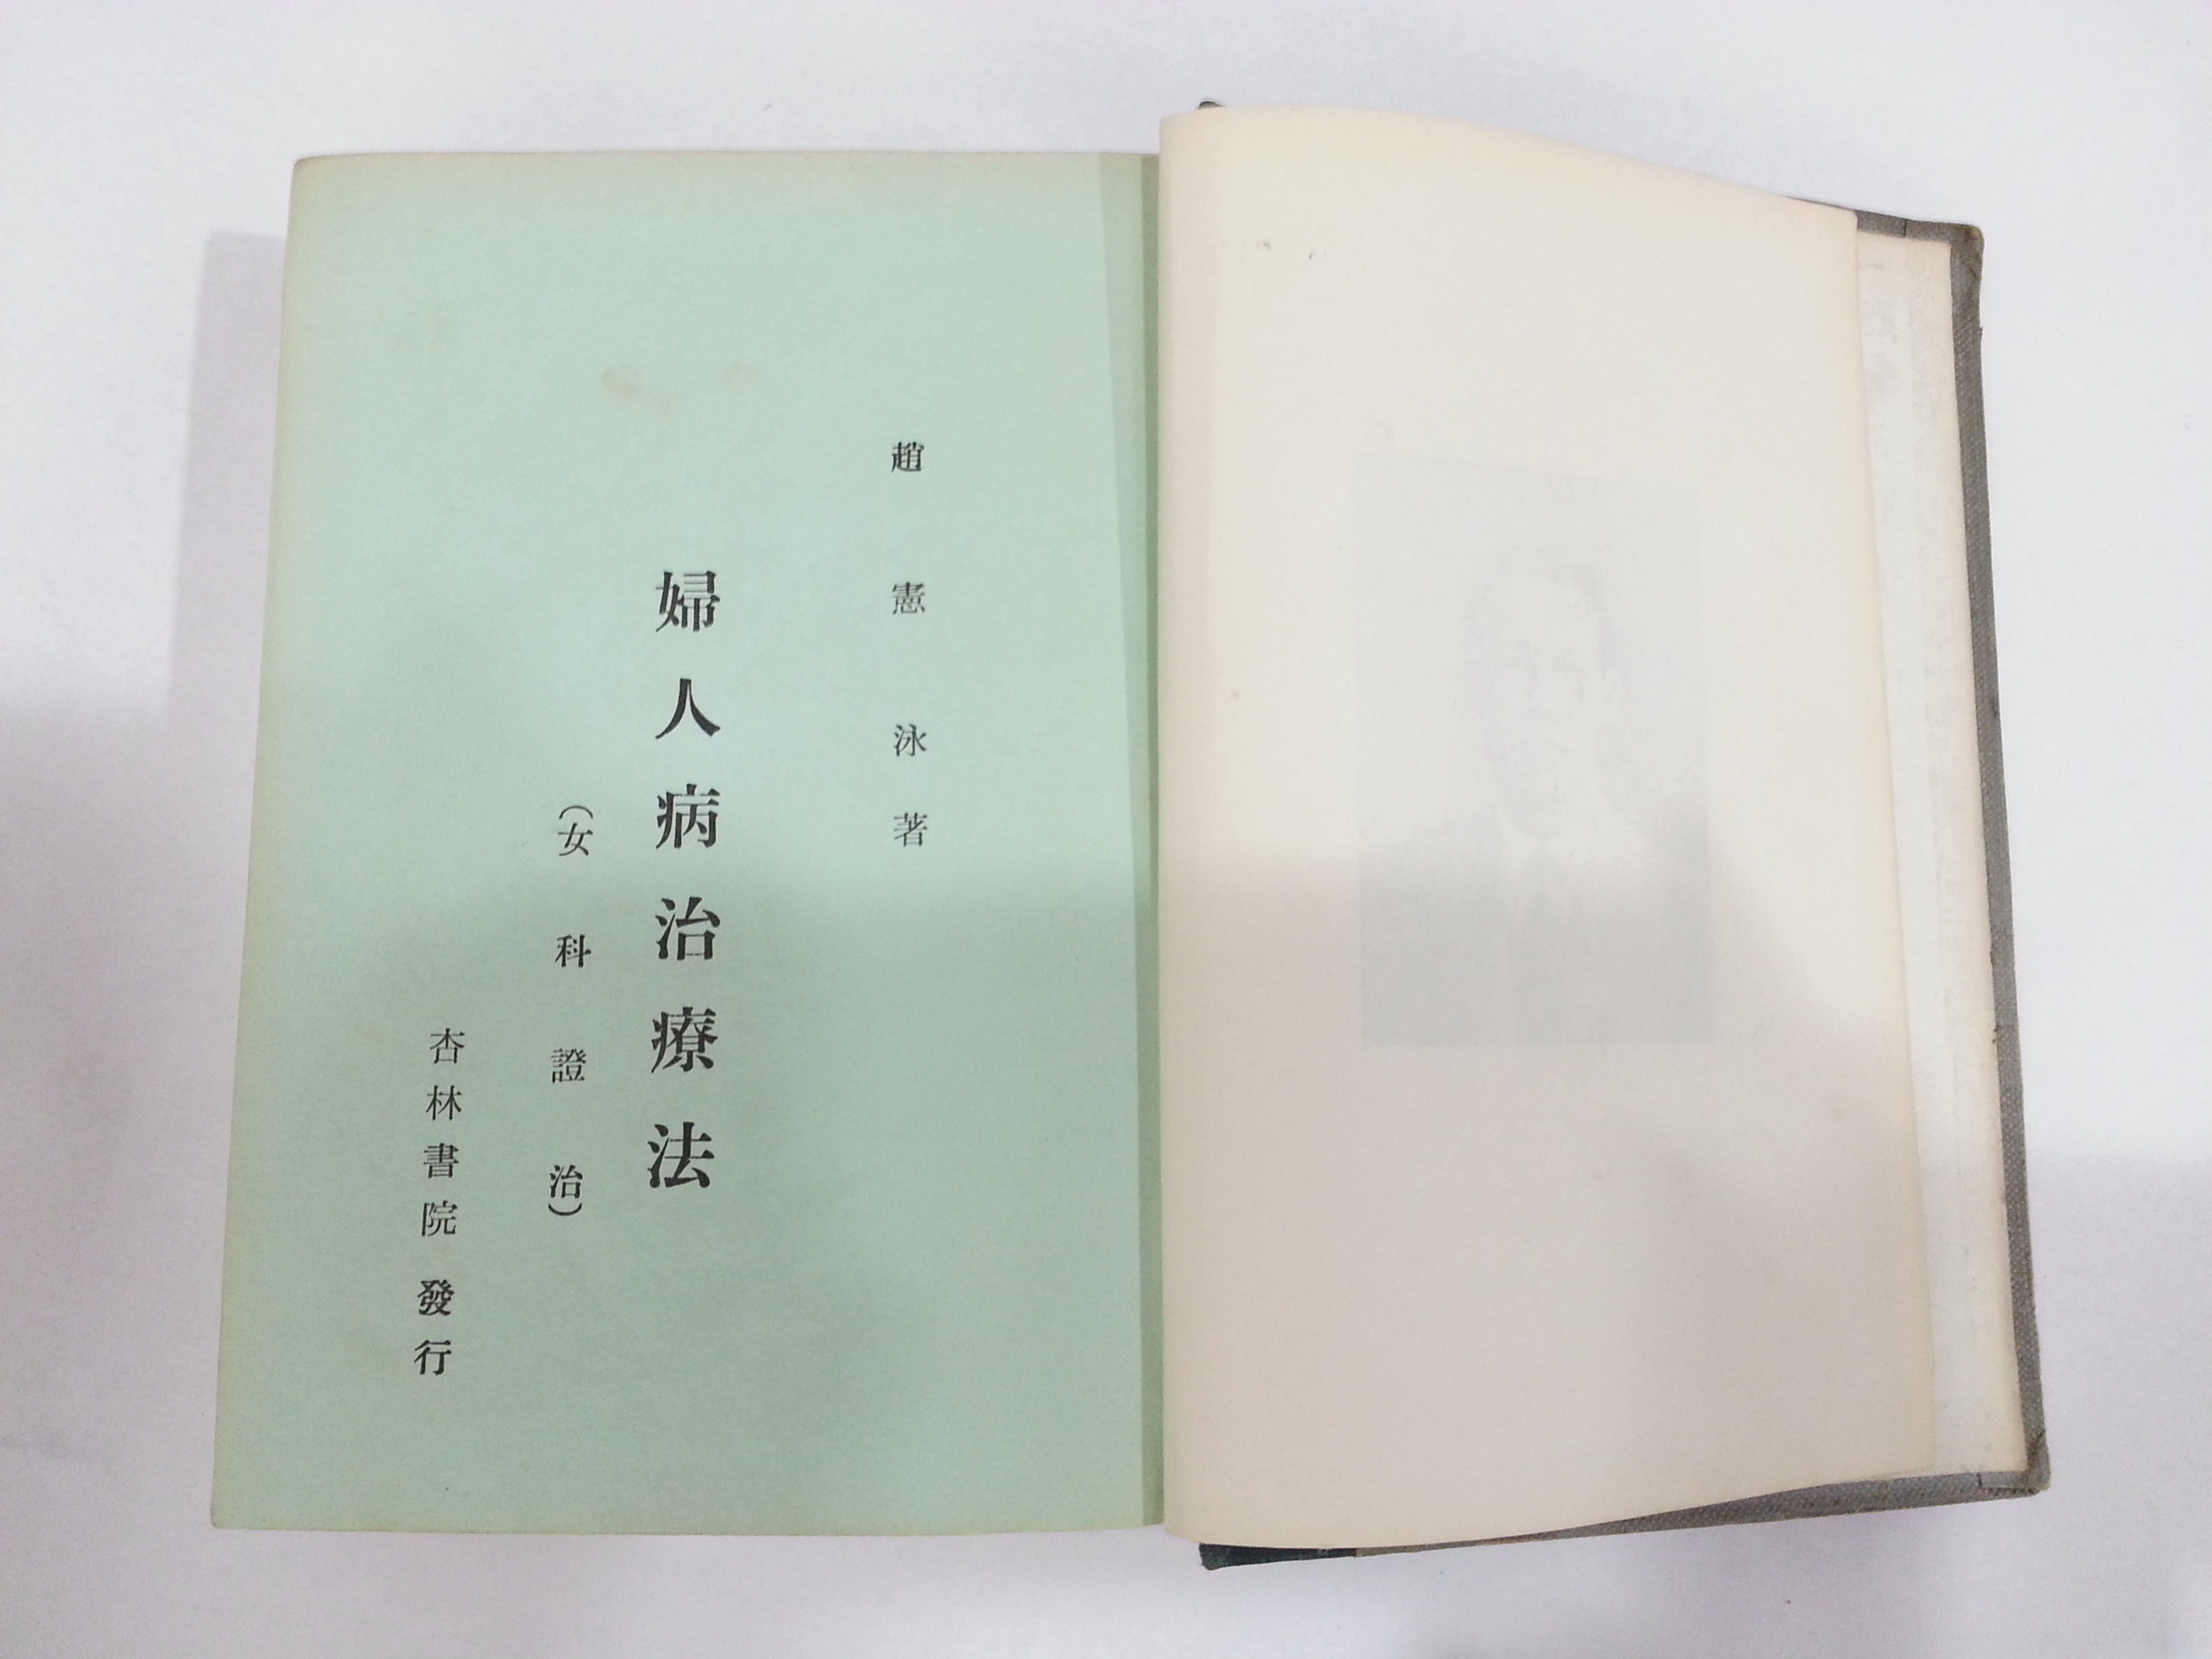 趙憲泳著
婦人病治療法
（女科證治）
杏林書院 發行